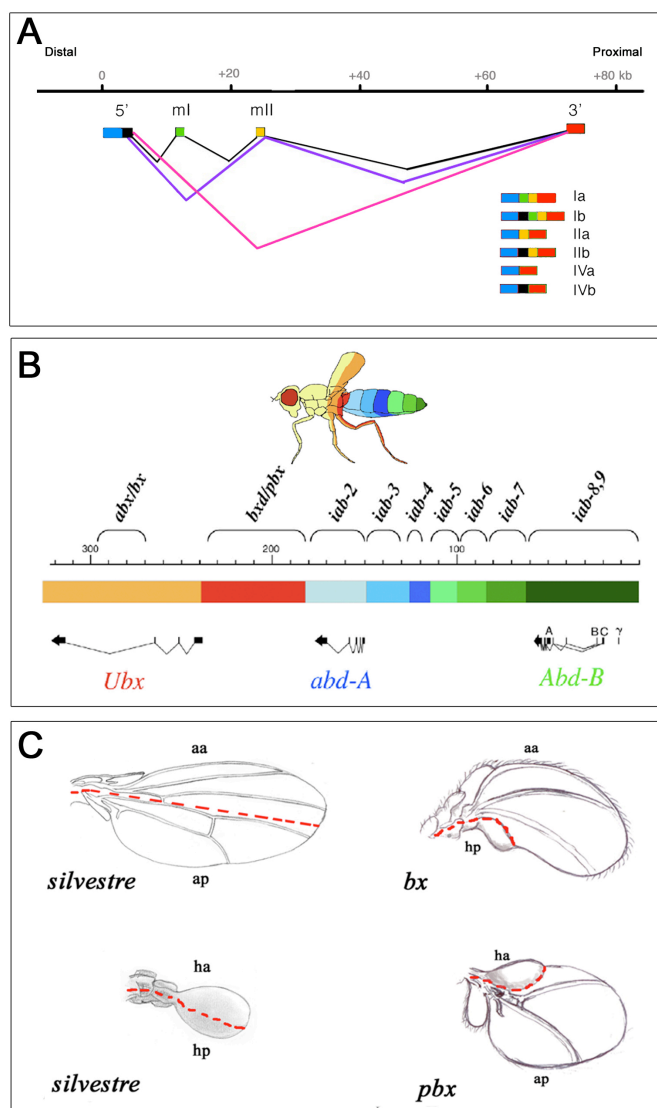 A
Distal
Proximal
0 +20 +40 +60 +80 kb
5’ mI mII 3’
Ia
Ib
IIa
IIb
IVa
IVb
B
abx/bx bxd/pbx iab-2 iab-3 iab-4 iab-5 iab-6 iab-7 iab-8,9
300 200 100
A B C γ
Ubx abd-A Abd-B
C
aa aa
hp
ap
silvestre bx
ha ha
hp
ap
silvestre pbx